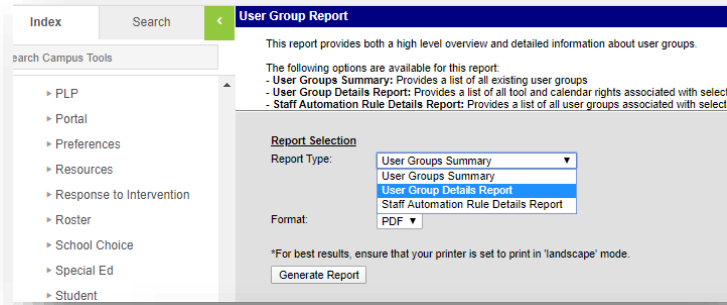 Index
Search
<
earch Campus Tools
PLP
Portal
Preferences
Resources
Response to Intervention
Roster
School Choice
Special Ed
Student
User Group Report
This report provides both a high level overview and detailed information about user groups.
The following options are available for this report:
- User Groups Summary: Provides a list of all existing user groups
- User Group Details Report: Provides a list of all tool and calendar rights associated with select
- Staff Automation Rule Details Report: Provides a list of all user groups associated with select
Report Selection
Report Type:
User Groups Summary
User Groups Summary
User Group Details Report
Staff Automation Rule Details Report
Format:
PDF
*For best results, ensure that your printer is set to print in 'landscape' mode.
Generate Report